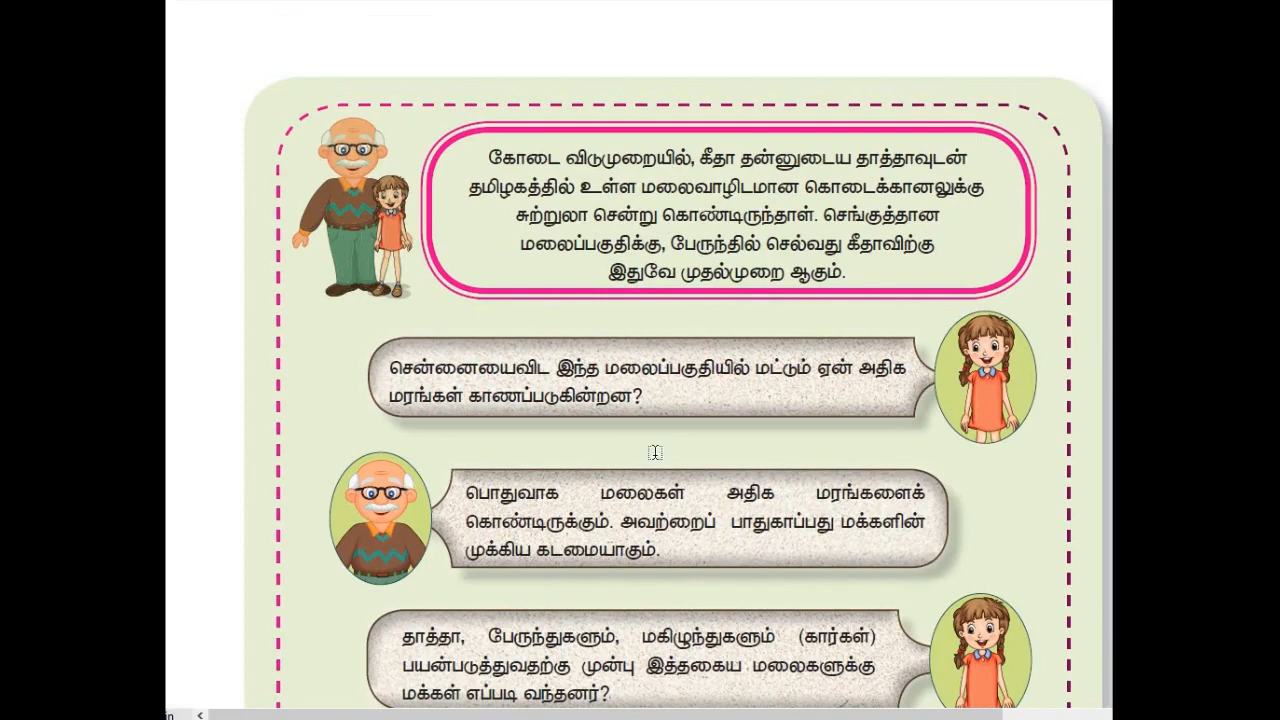 கோடை விடுமுறையில், கீதா தன்னுடைய தாத்தாவுடன்
தமிழகத்தில் உள்ள மலைவாழிடமான கொடைக்கானலுக்கு
சுற்றுலா சென்று கொண்டிருந்தாள். செங்குத்தான
மலைப்பகுதிக்கு, பேருந்தில் செல்வது கீதாவிற்கு
இதுவே முதல்முறை ஆகும்.
சென்னையைவிட இந்த மலைப்பகுதியில் மட்டும் ஏன் அதிக
மரங்கள் காணப்படுகின்றன?
பொதுவாக மலைகள் அதிக மரங்களைக்
கொண்டிருக்கும். அவற்றைப் பாதுகாப்பது மக்களின்
முக்கிய கடமையாகும்.
தாத்தா, பேருந்துகளும், மகிழுந்துகளும் (கார்கள்)
பயன்படுத்துவதற்கு முன்பு இத்தகைய மலைகளுக்கு
மக்கள் எப்படி வந்தனர்?
in